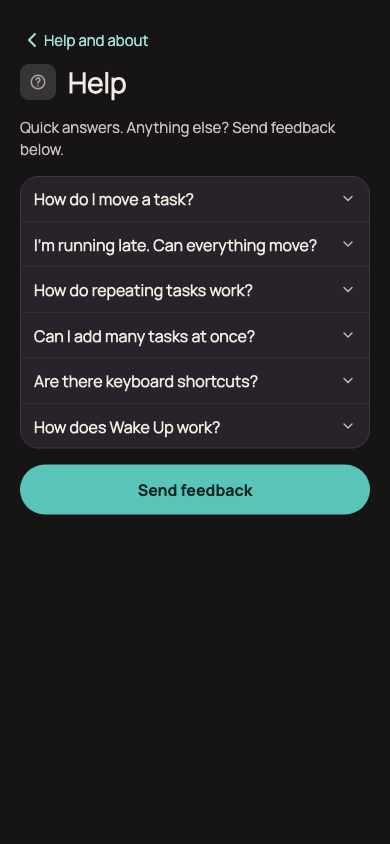 Help and about
Help
Quick answers. Anything else? Send feedback
below.
How do I move a task?
I'm running late. Can everything move?
How do repeating tasks work?
Can I add many tasks at once?
Are there keyboard shortcuts?
How does Wake Up work?
Send feedback